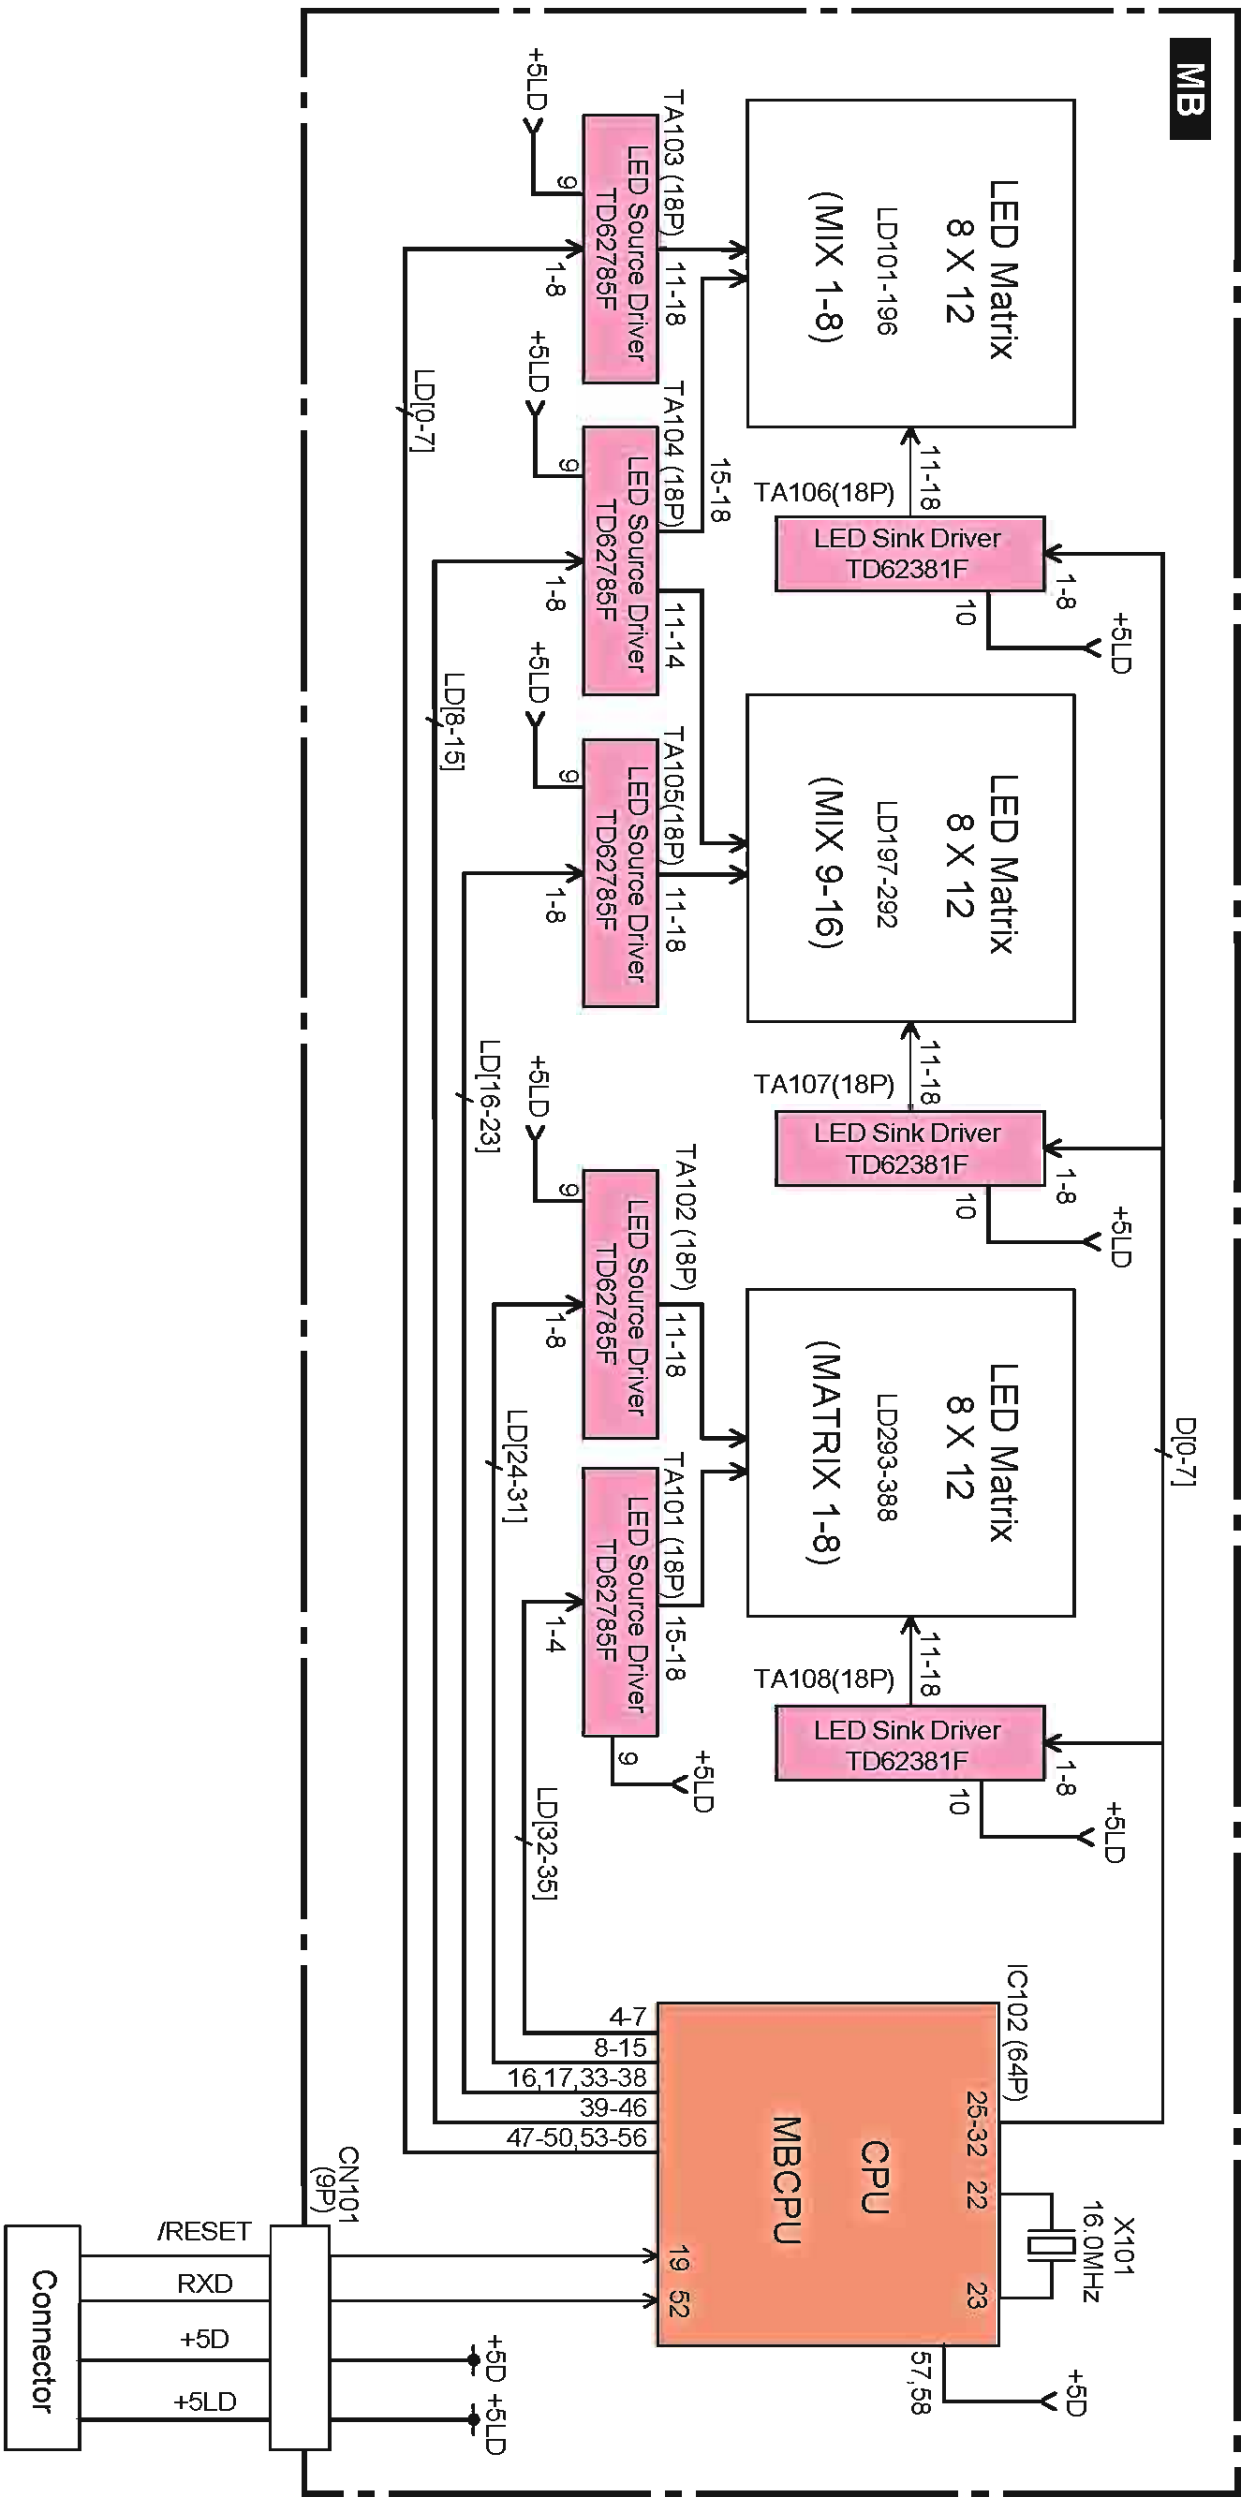 MB
LED Matrix
8 X 12
LD101-196
(MIX 1-8)
LED Matrix
8 X 12
LD197-292
(MIX 9-16)
LED Matrix
8 X 12
LD293-388
(MATRIX 1-8)
D[0-7]
11-18
TA106(18P)
LED Sink Driver
TD62381F
1-8
10
+5LD
11-18
TA107(18P)
LED Sink Driver
TD62381F
1-8
10
+5LD
11-18
TA108(18P)
LED Sink Driver
TD62381F
1-8
10
+5LD
TA103 (18P)
11-18
LED Source Driver
TD62785F
+5LD
9
1-8
TA104 (18P)
15-18
11-14
LED Source Driver
TD62785F
+5LD
9
1-8
TA105(18P)
11-18
LED Source Driver
TD62785F
+5LD
9
1-8
TA102 (18P)
11-18
LED Source Driver
TD62785F
+5LD
9
1-8
TA101 (18P)
15-18
LED Source Driver
TD62785F
1-4
9
+5LD
LD[0-7]
LD[8-15]
LD[16-23]
LD[24-31]
LD[32-35]
IC102 (64P)
25-32
22
23
X101
16.0MHz
CPU
MBCPU
4-7
8-15
16,17,33-38
39-46
47-50,53-56
19
52
57,58
+5D
CN101
(9P)
/RESET
RXD
+5D
+5LD
+5D
+5LD
Connector